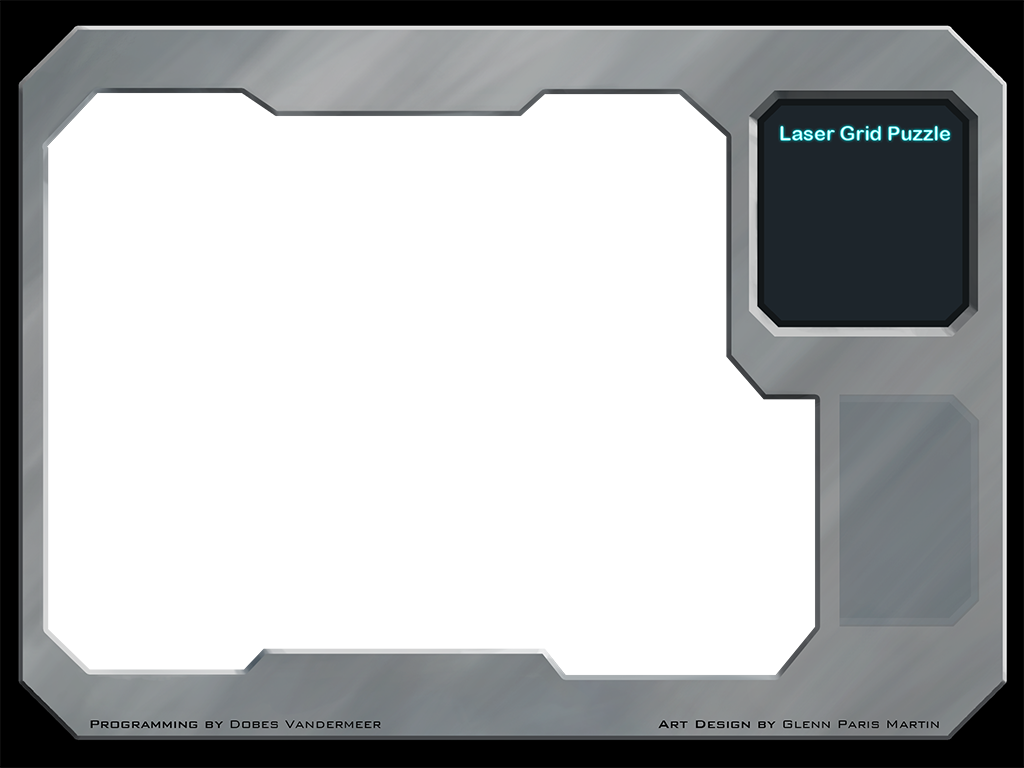 Laser Grid Puzzle
Programming by Dobes Vandermeer
Art Design by Glenn Paris Martin